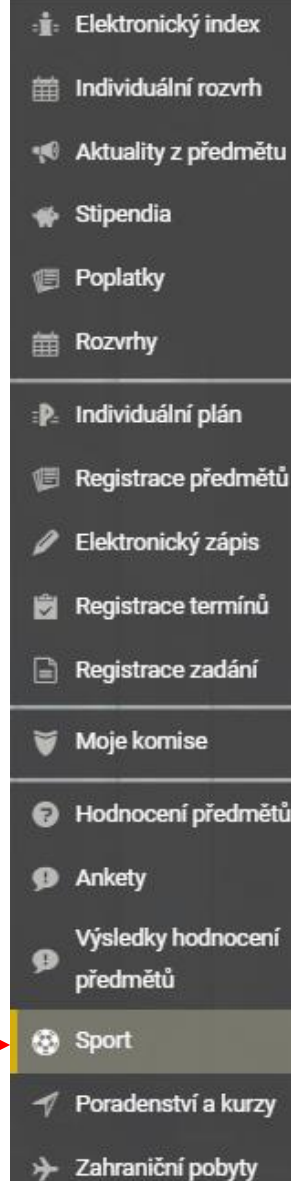 Elektronický index
Individuální rozvrh
Aktuality z předmětu
Stipendia
Poplatky
Rozvrhy
Individuální plán
Registrace předmětů
Elektronický zápis
Registrace termínů
Registrace zadání
Moje komise
Hodnocení předmětů
Ankety
Výsledky hodnocení
předmětů
Sport
Poradenství a kurzy
Zahraniční pobyty